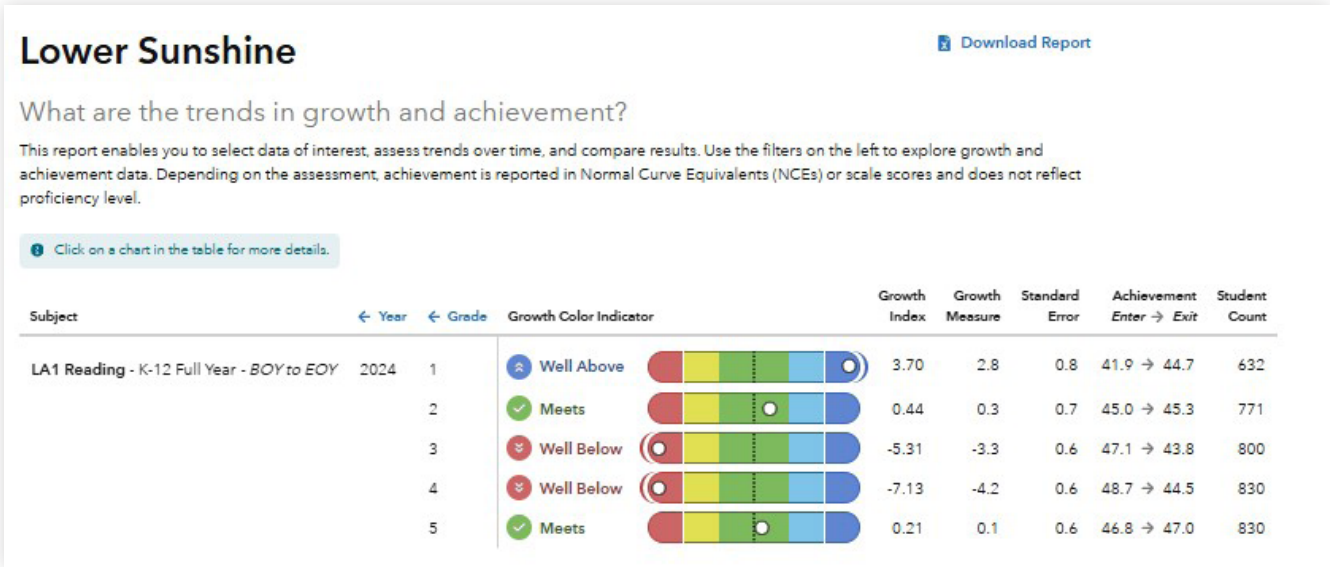 Lower Sunshine
Download Report
What are the trends in growth and achievement?
This report enables you to select data of interest, assess trends over time, and compare results. Use the filters on the left to explore growth and
achievement data. Depending on the assessment, achievement is reported in Normal Curve Equivalents (NCEs) or scale scores and does not reflect
proficiency level.
Click on a chart in the table for more details.
Subject ← Year ← Grade Growth Color Indicator Growth Index Growth Measure Standard Error Achievement Enter → Exit Student Count
LA1 Reading - K-12 Full Year - BOY to EOY 2024 1 Well Above 3.70 2.8 0.8 41.9 → 44.7 632
2 Meets 0.44 0.3 0.7 45.0 → 45.3 771
3 Well Below -5.31 -3.3 0.6 47.1 → 43.8 800
4 Well Below -7.13 -4.2 0.6 48.7 → 44.5 830
5 Meets 0.21 0.1 0.6 46.8 → 47.0 830